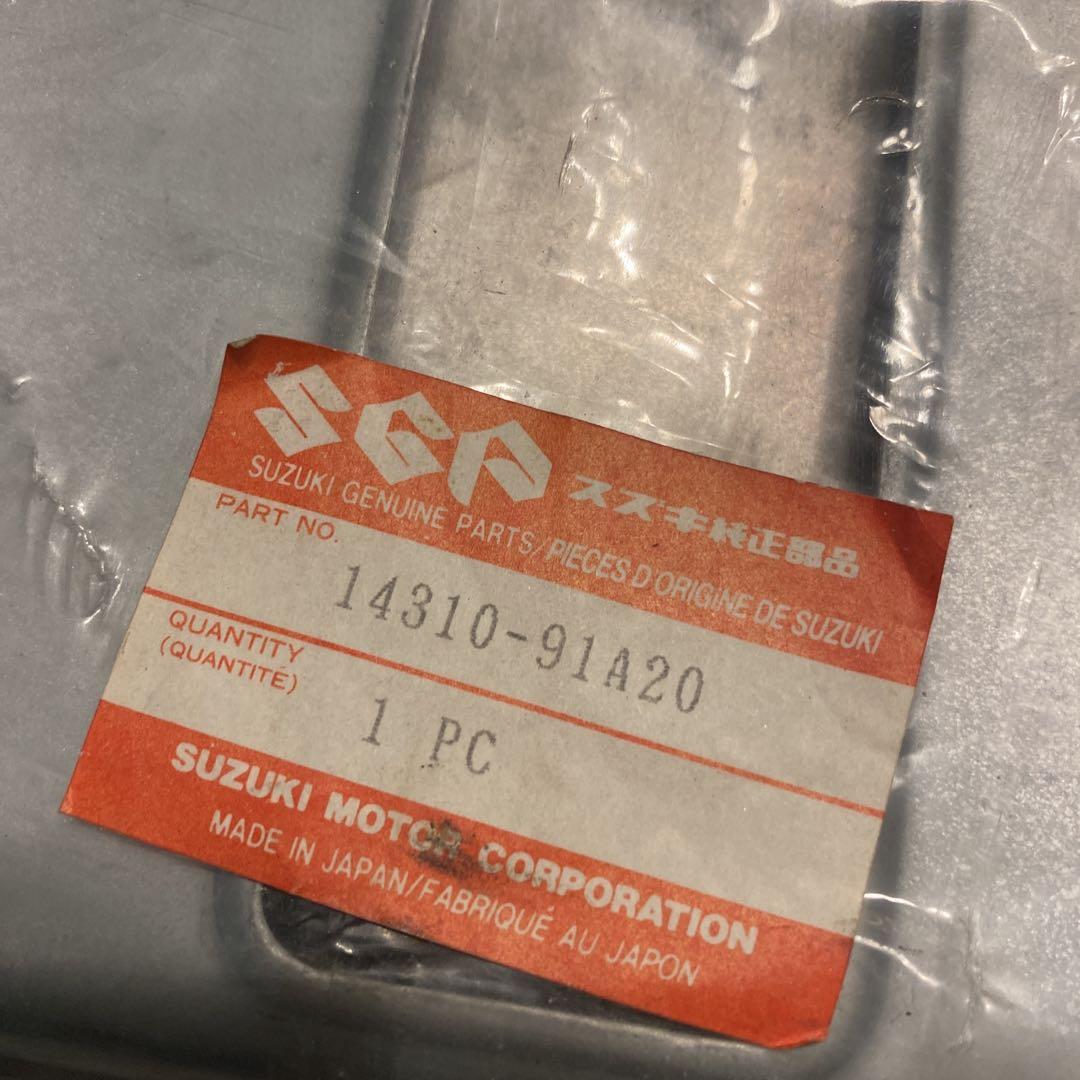 SGP スズキ純正部品
SUZUKI GENUINE PARTS/PIECES D'ORIGINE DE SUZUKI
PART NO.
14310-91A20
QUANTITY
(QUANTITÉ)
1 PC
SUZUKI MOTOR CORPORATION
MADE IN JAPAN/FABRIQUÉ AU JAPON